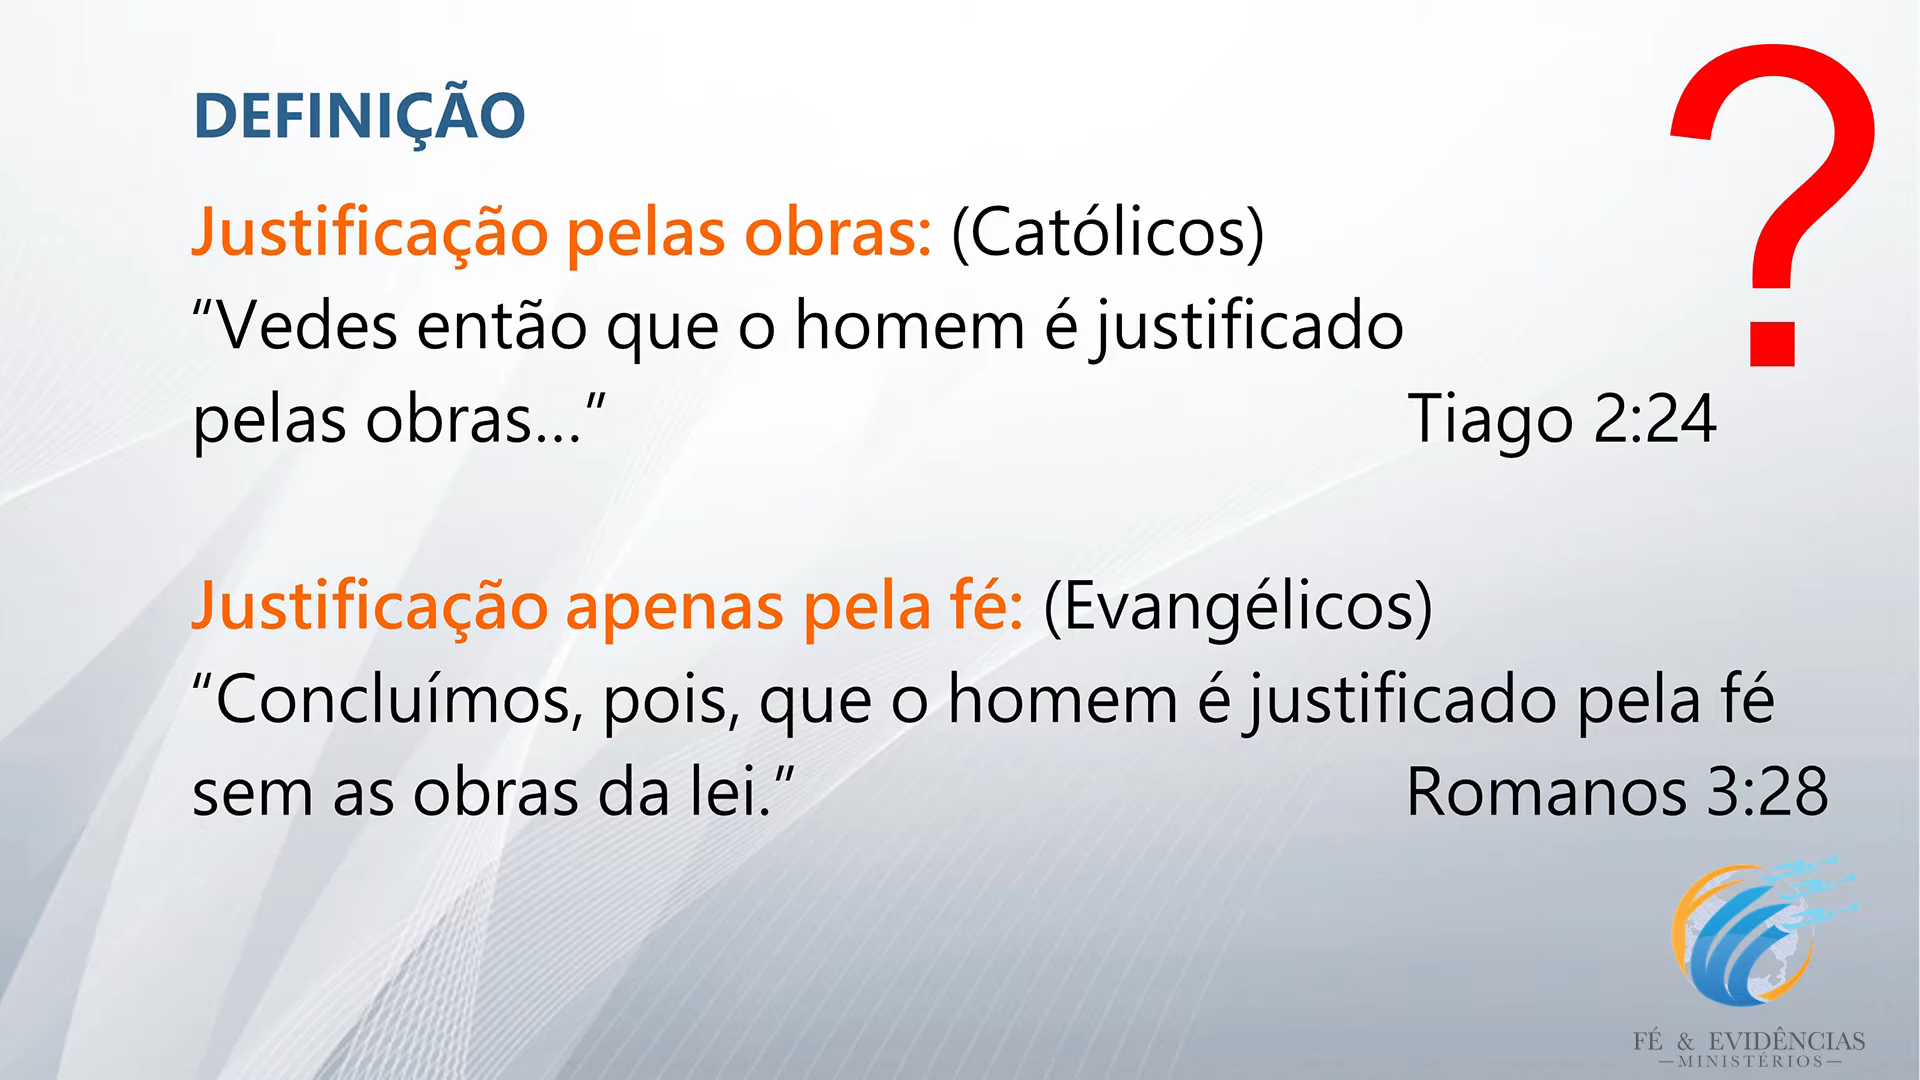 DEFINIÇÃO
?
Justificação pelas obras: (Católicos)
“Vedes então que o homem é justificado
pelas obras...” Tiago 2:24
Justificação apenas pela fé: (Evangélicos)
“Concluímos, pois, que o homem é justificado pela fé
sem as obras da lei.” Romanos 3:28
FÉ & EVIDÊNCIAS
—MINISTÉRIOS—